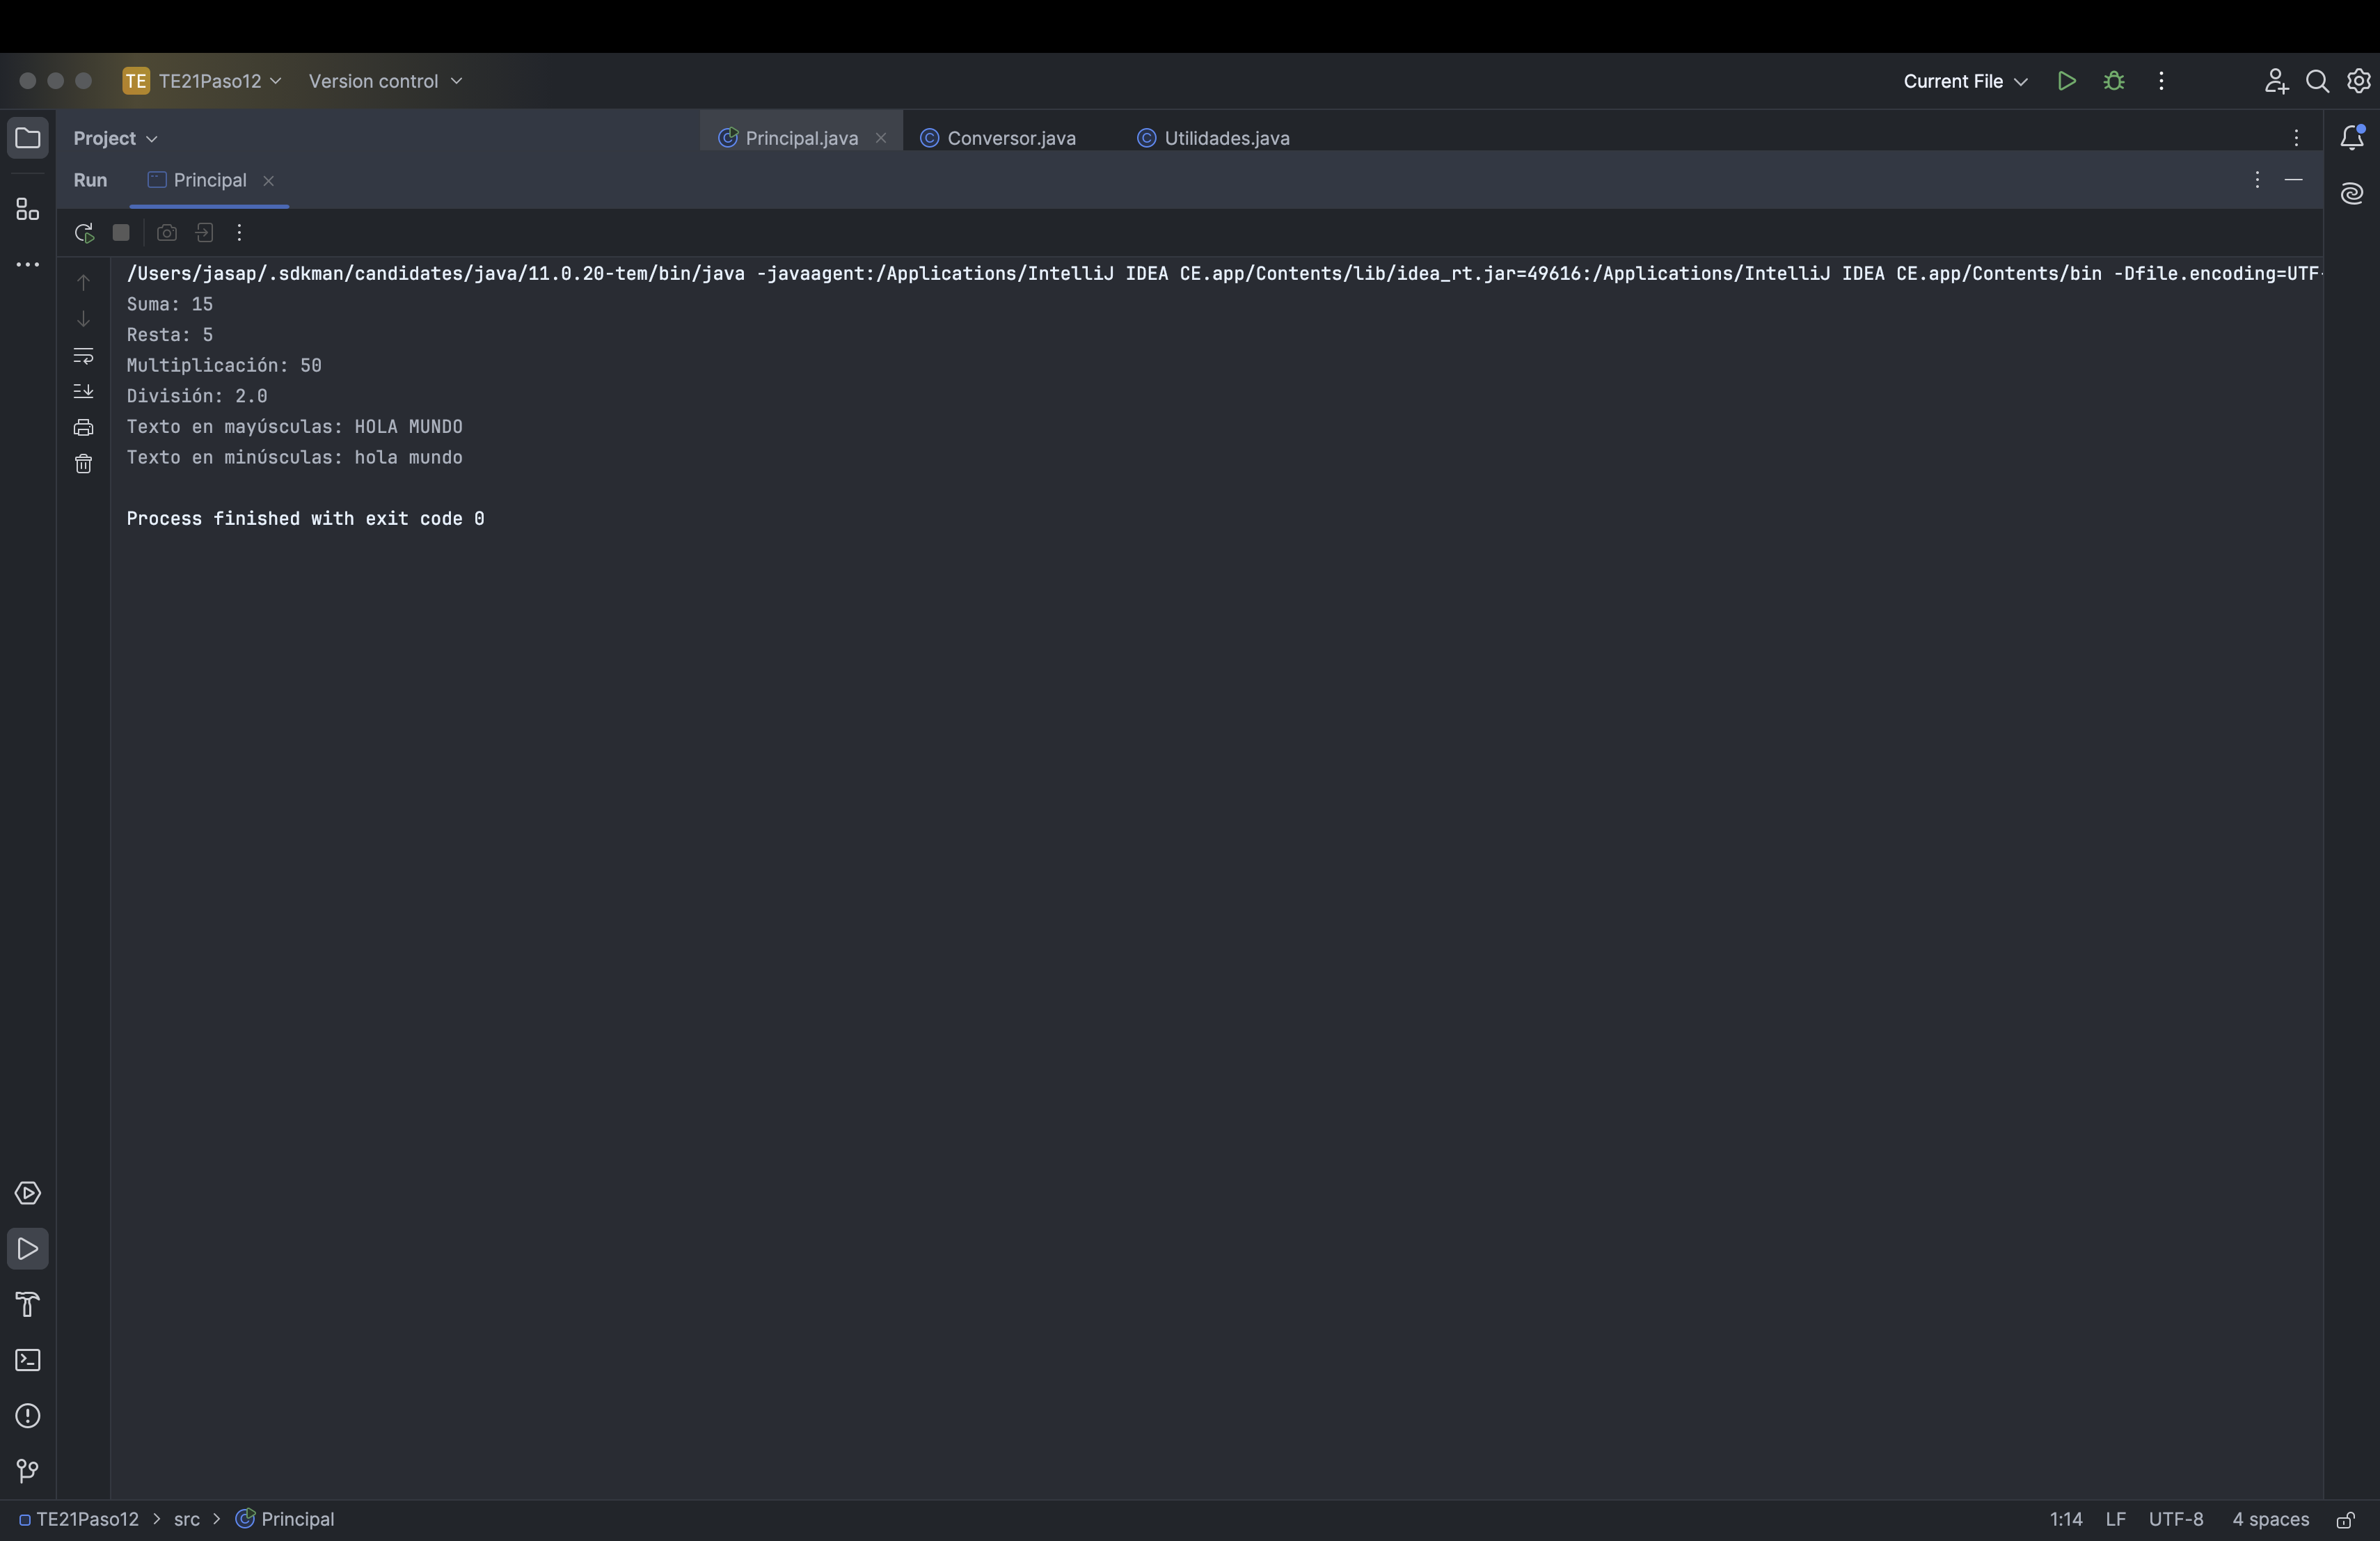 TE TE21Paso12 Version control Current File
Project Principal.java Conversor.java Utilidades.java
Run Principal
/Users/jasap/.sdkman/candidates/java/11.0.20-tem/bin/java -javaagent:/Applications/IntelliJ IDEA CE.app/Contents/lib/idea_rt.jar=49616:/Applications/IntelliJ IDEA CE.app/Contents/bin -Dfile.encoding=UTF-
Suma: 15
Resta: 5
Multiplicación: 50
División: 2.0
Texto en mayúsculas: HOLA MUNDO
Texto en minúsculas: hola mundo
Process finished with exit code 0
TE21Paso12 > src > Principal 1:14 LF UTF-8 4 spaces